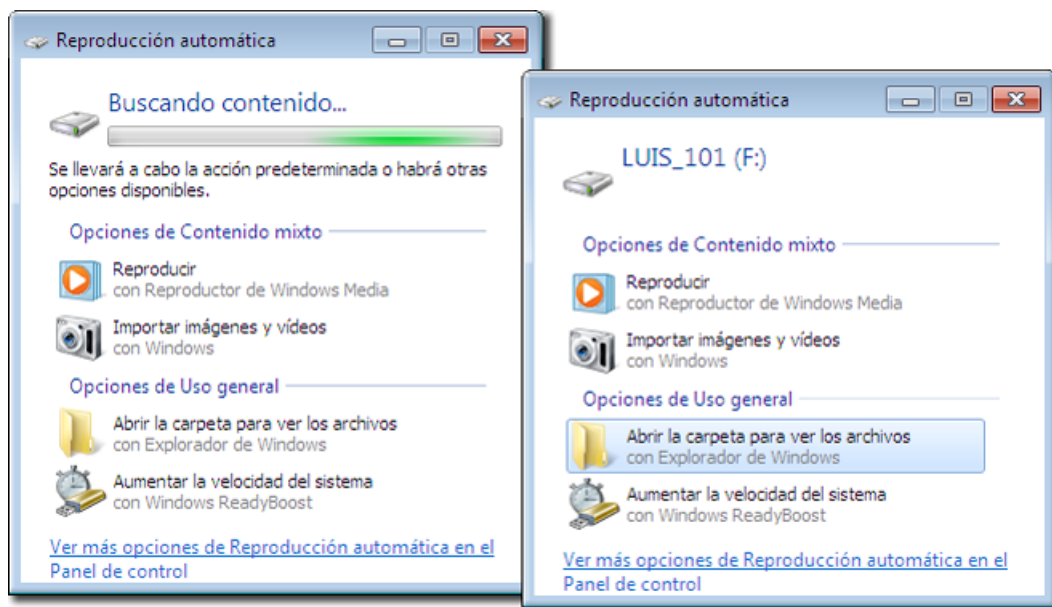 Reproducción automática
Buscando contenido...
Se llevará a cabo la acción predeterminada o habrá otras
opciones disponibles.
Opciones de Contenido mixto
Reproducir
con Reproductor de Windows Media
Importar imágenes y vídeos
con Windows
Opciones de Uso general
Abrir la carpeta para ver los archivos
con Explorador de Windows
Aumentar la velocidad del sistema
con Windows ReadyBoost
Ver más opciones de Reproducción automática en el
Panel de control
Reproducción automática
LUIS_101 (F:)
Opciones de Contenido mixto
Reproducir
con Reproductor de Windows Media
Importar imágenes y vídeos
con Windows
Opciones de Uso general
Abrir la carpeta para ver los archivos
con Explorador de Windows
Aumentar la velocidad del sistema
con Windows ReadyBoost
Ver más opciones de Reproducción automática en el
Panel de control